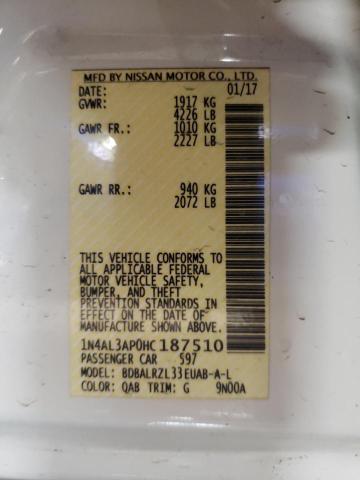 MFD BY NISSAN MOTOR CO., LTD.
DATE: 01/17
GVWR: 1917 KG
4226 LB
GAWR FR.: 1010 KG
2227 LB
GAWR RR.: 940 KG
2072 LB
THIS VEHICLE CONFORMS TO
ALL APPLICABLE FEDERAL
MOTOR VEHICLE SAFETY,
BUMPER, AND THEFT
PREVENTION STANDARDS IN
EFFECT ON THE DATE OF
MANUFACTURE SHOWN ABOVE.
1N4AL3AP0HC187510
PASSENGER CAR 597
MODEL: BDBALRZL33EUAB-A-L
COLOR: QAB TRIM: G 9N00A